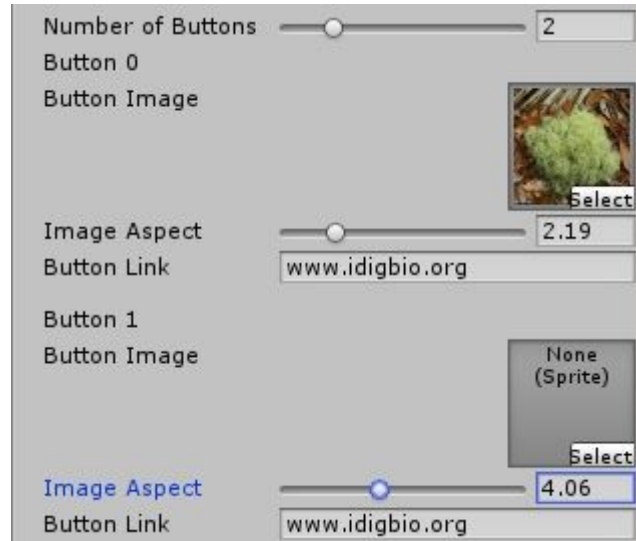 Number of Buttons 2
Button 0
Button Image
Select
Image Aspect 2.19
Button Link www.idigbio.org
Button 1
Button Image
None
(Sprite)
Select
Image Aspect 4.06
Button Link www.idigbio.org